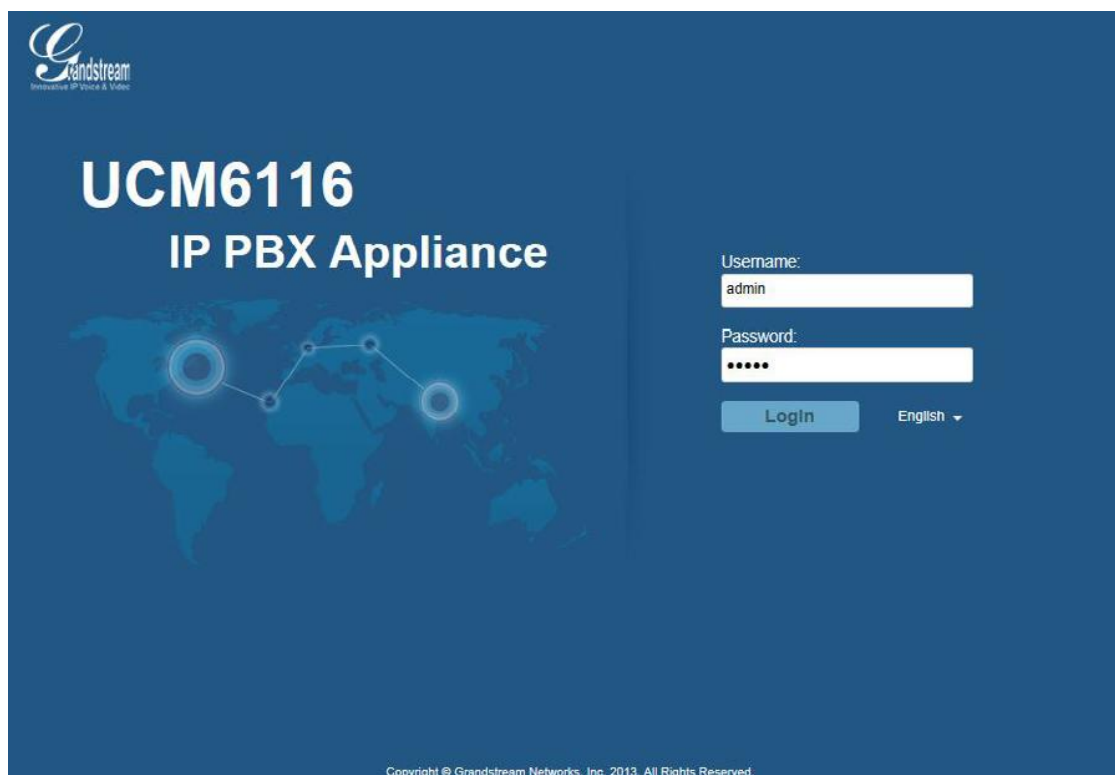 Grandstream
Innovative IP Voice & Video
UCM6116
IP PBX Appliance
Username:
admin
Password:
•••••
LogIn
English
Copyright © Grandstream Networks, Inc. 2013. All Rights Reserved.